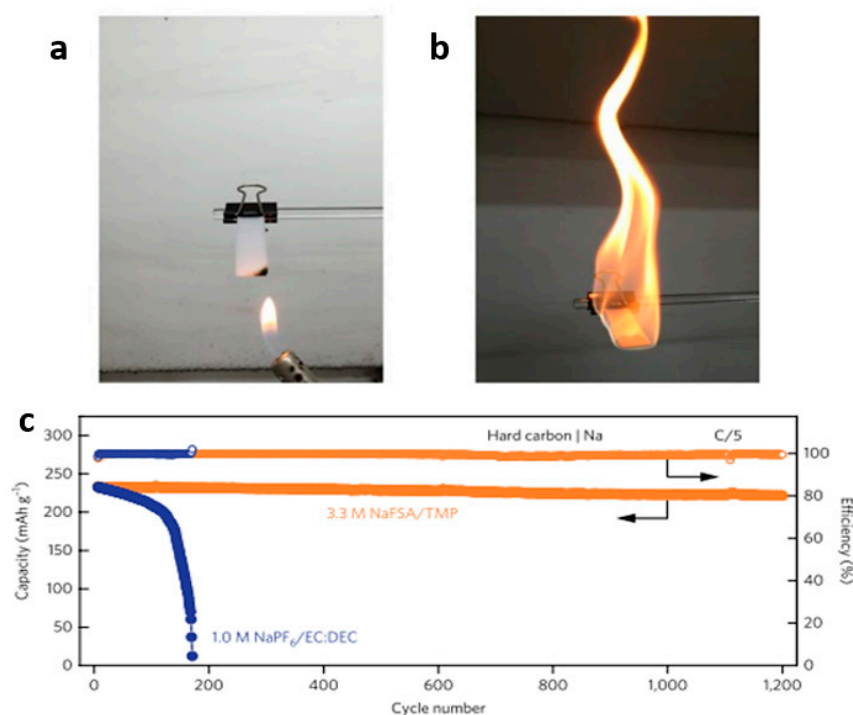 a
b
c
300
250
200
150
100
50
0
Capacity (mAh g⁻¹)
Hard carbon | Na
C/5
3.3 M NaFSA/TMP
1.0 M NaPF₆/EC:DEC
100
80
60
40
20
0
Efficiency (%)
0
200
400
600
800
1,000
1,200
Cycle number